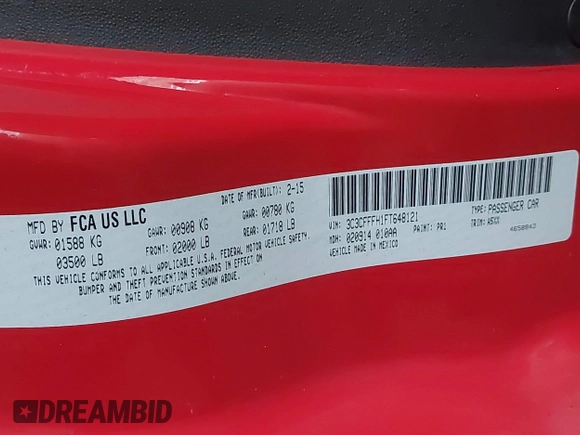 MFD BY FCA US LLC
DATE OF MFR(BUILT): 2-15
GVWR: 01588 KG
GAWR: 00908 KG
GAWR: 00780 KG
03500 LB
FRONT: 02000 LB
REAR: 01718 LB
THIS VEHICLE CONFORMS TO ALL APPLICABLE U.S.A. FEDERAL MOTOR VEHICLE SAFETY,
BUMPER AND THEFT PREVENTION STANDARDS IN EFFECT ON
THE DATE OF MANUFACTURE SHOWN ABOVE.
VIN: 3C3CFFFH1FT648121
TYPE: PASSENGER CAR
MDH: 020914 010AA
PAINT: PR1
TRIM: A5XX
VEHICLE MADE IN MEXICO
4658043
DREAMBID